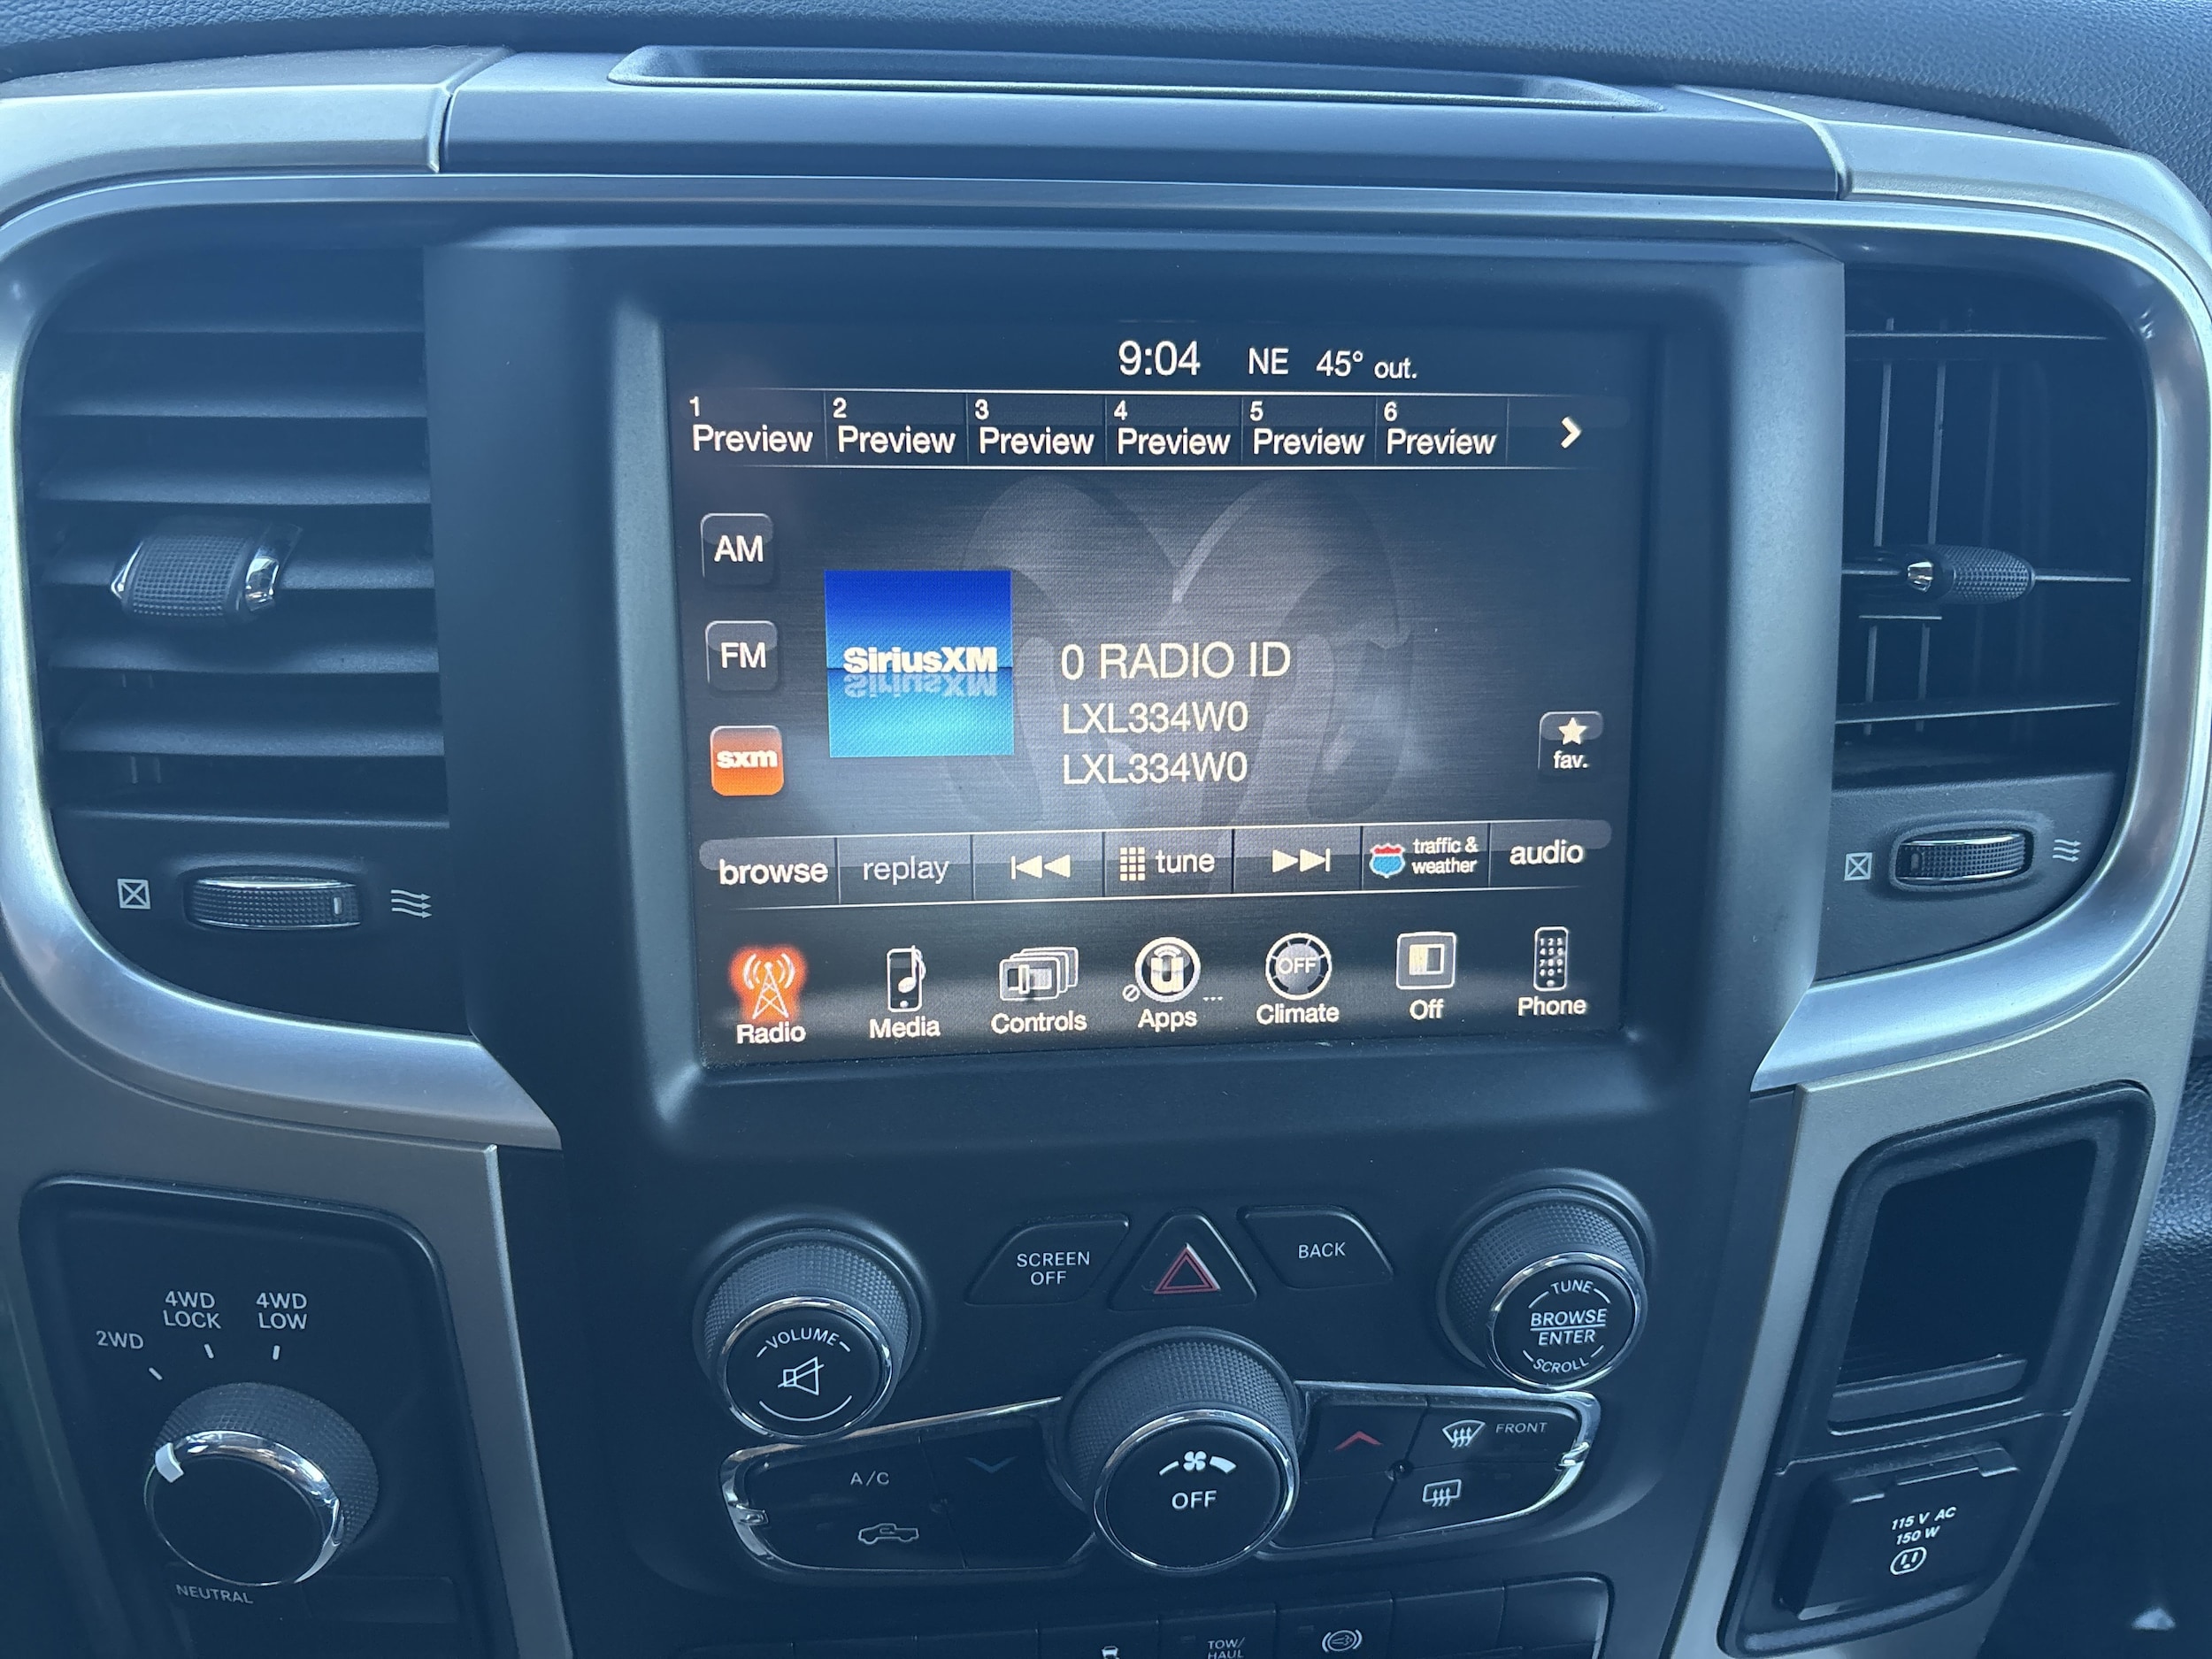 9:04 NE 45° out.
1 2 3 4 5 6
Preview Preview Preview Preview Preview Preview
AM
FM
sxm
SiriusXM
0 RADIO ID
LXL334W0
LXL334W0
fav.
browse replay tune traffic & weather audio
Radio Media Controls Apps ... OFF Climate Off Phone
SCREEN
OFF
BACK
VOLUME
TUNE
BROWSE
ENTER
SCROLL
2WD
4WD
LOCK
4WD
LOW
NEUTRAL
A/C
OFF
FRONT
115 V AC
150 W
TOW/
HAUL